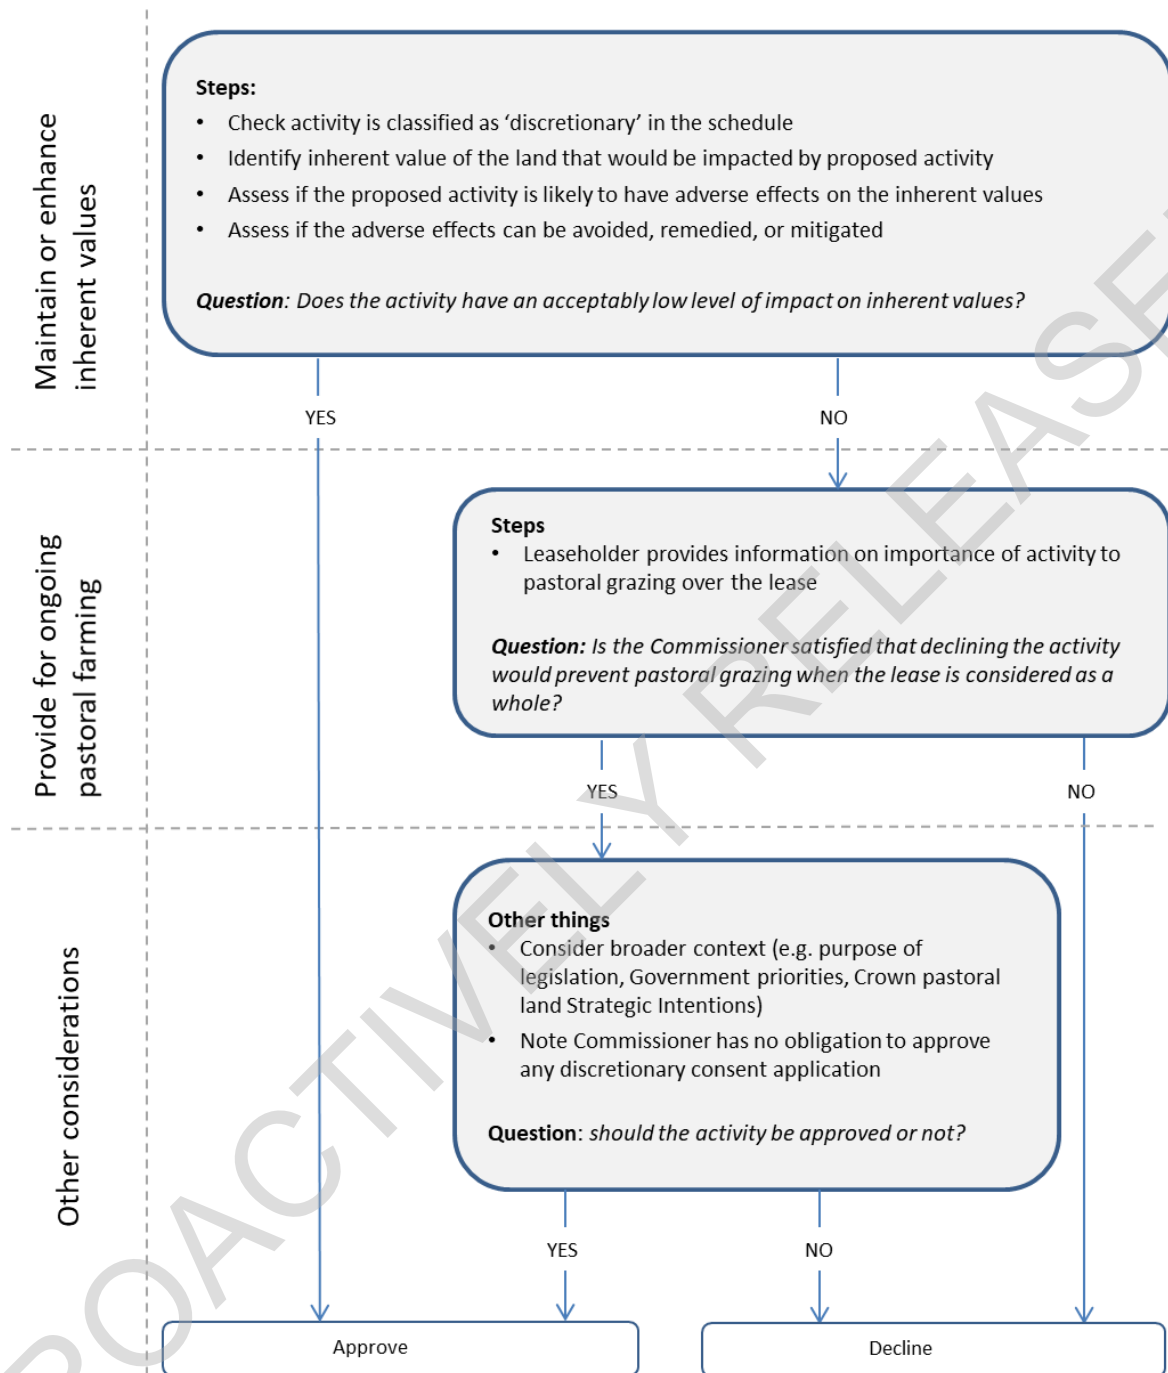 Maintain or enhance
inherent values
Steps:
• Check activity is classified as ‘discretionary’ in the schedule
• Identify inherent value of the land that would be impacted by proposed activity
• Assess if the proposed activity is likely to have adverse effects on the inherent values
• Assess if the adverse effects can be avoided, remedied, or mitigated
Question: Does the activity have an acceptably low level of impact on inherent values?
YES
NO
Provide for ongoing
pastoral farming
Steps
• Leaseholder provides information on importance of activity to
pastoral grazing over the lease
Question: Is the Commissioner satisfied that declining the activity
would prevent pastoral grazing when the lease is considered as a
whole?
YES
NO
Other considerations
Other things
• Consider broader context (e.g. purpose of
legislation, Government priorities, Crown pastoral
land Strategic Intentions)
• Note Commissioner has no obligation to approve
any discretionary consent application
Question: should the activity be approved or not?
YES
NO
Approve
Decline
ROACTIVELY RELEASE